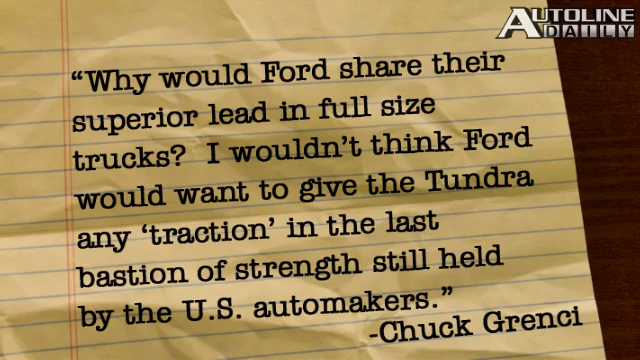 AUTOLINE
DAILY
“Why would Ford share their
superior lead in full size
trucks?  I wouldn’t think Ford
would want to give the Tundra
any ‘traction’ in the last
bastion of strength still held
by the U.S. automakers.”
-Chuck Grenci